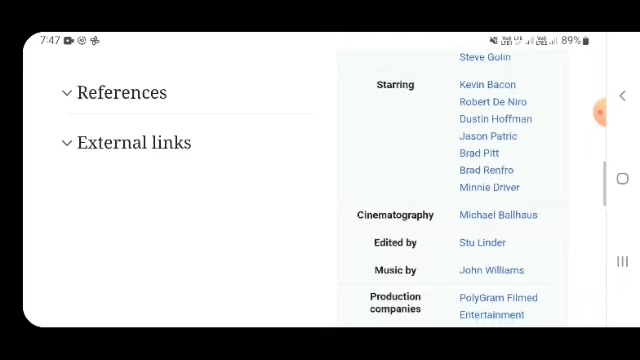 7:47
89%
References
External links
Steve Golin
Starring
Kevin Bacon
Robert De Niro
Dustin Hoffman
Jason Patric
Brad Pitt
Brad Renfro
Minnie Driver
Cinematography
Michael Ballhaus
Edited by
Stu Linder
Music by
John Williams
Production
companies
PolyGram Filmed
Entertainment